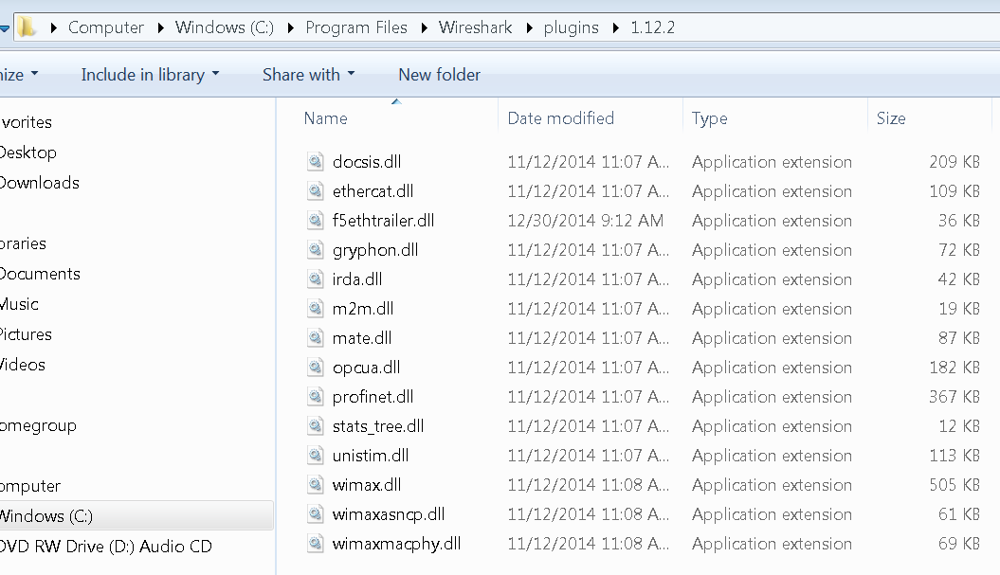 Computer Windows (C:) Program Files Wireshark plugins 1.12.2
nize Include in library Share with New folder
vorites
Desktop
Downloads
braries
Documents
Music
Pictures
Videos
omegroup
omputer
Windows (C:)
DVD RW Drive (D:) Audio CD
Name Date modified Type Size
docsis.dll 11/12/2014 11:07 A... Application extension 209 KB
ethercat.dll 11/12/2014 11:07 A... Application extension 109 KB
f5ethtrailer.dll 12/30/2014 9:12 AM Application extension 36 KB
gryphon.dll 11/12/2014 11:07 A... Application extension 72 KB
irda.dll 11/12/2014 11:07 A... Application extension 42 KB
m2m.dll 11/12/2014 11:07 A... Application extension 19 KB
mate.dll 11/12/2014 11:07 A... Application extension 87 KB
opcua.dll 11/12/2014 11:07 A... Application extension 182 KB
profinet.dll 11/12/2014 11:07 A... Application extension 367 KB
stats_tree.dll 11/12/2014 11:07 A... Application extension 12 KB
unistim.dll 11/12/2014 11:07 A... Application extension 113 KB
wimax.dll 11/12/2014 11:08 A... Application extension 505 KB
wimaxasncp.dll 11/12/2014 11:08 A... Application extension 61 KB
wimaxmacphy.dll 11/12/2014 11:08 A... Application extension 69 KB